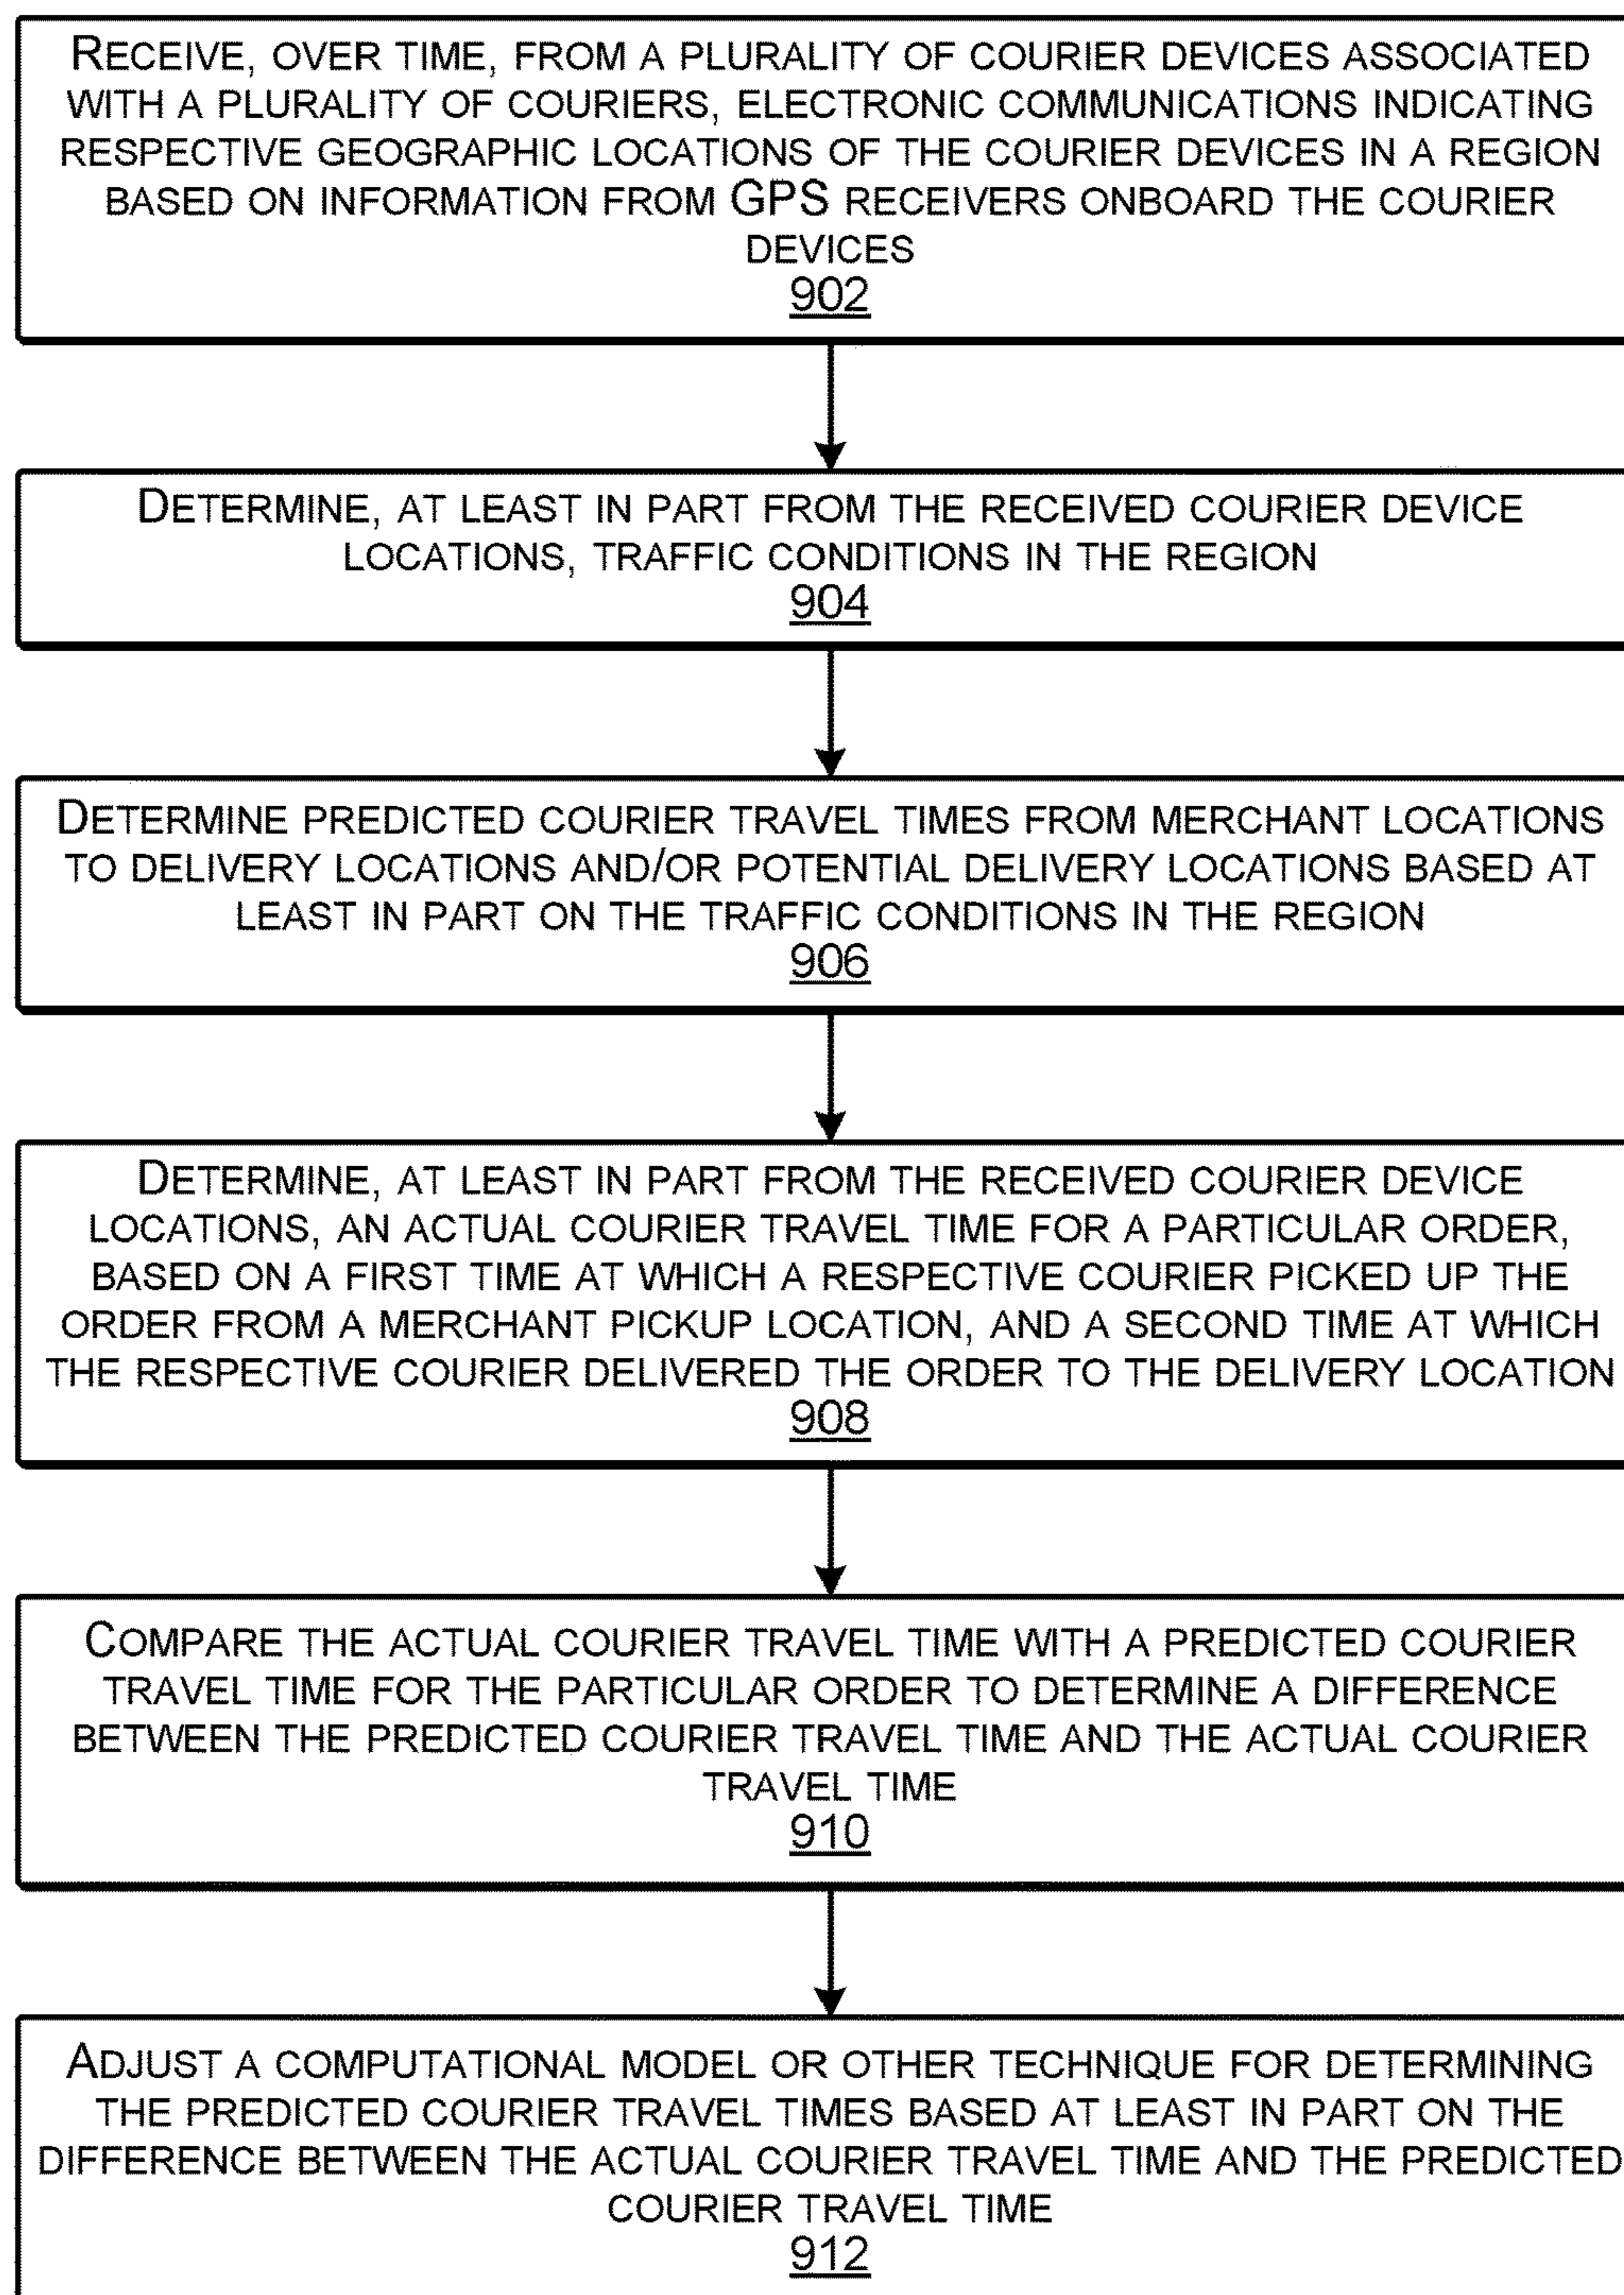 RECEIVE, OVER TIME, FROM A PLURALITY OF COURIER DEVICES ASSOCIATED
WITH A PLURALITY OF COURIERS, ELECTRONIC COMMUNICATIONS INDICATING
RESPECTIVE GEOGRAPHIC LOCATIONS OF THE COURIER DEVICES IN A REGION
BASED ON INFORMATION FROM GPS RECEIVERS ONBOARD THE COURIER
DEVICES
902
DETERMINE, AT LEAST IN PART FROM THE RECEIVED COURIER DEVICE
LOCATIONS, TRAFFIC CONDITIONS IN THE REGION
904
DETERMINE PREDICTED COURIER TRAVEL TIMES FROM MERCHANT LOCATIONS
TO DELIVERY LOCATIONS AND/OR POTENTIAL DELIVERY LOCATIONS BASED AT
LEAST IN PART ON THE TRAFFIC CONDITIONS IN THE REGION
906
DETERMINE, AT LEAST IN PART FROM THE RECEIVED COURIER DEVICE
LOCATIONS, AN ACTUAL COURIER TRAVEL TIME FOR A PARTICULAR ORDER,
BASED ON A FIRST TIME AT WHICH A RESPECTIVE COURIER PICKED UP THE
ORDER FROM A MERCHANT PICKUP LOCATION, AND A SECOND TIME AT WHICH
THE RESPECTIVE COURIER DELIVERED THE ORDER TO THE DELIVERY LOCATION
908
COMPARE THE ACTUAL COURIER TRAVEL TIME WITH A PREDICTED COURIER
TRAVEL TIME FOR THE PARTICULAR ORDER TO DETERMINE A DIFFERENCE
BETWEEN THE PREDICTED COURIER TRAVEL TIME AND THE ACTUAL COURIER
TRAVEL TIME
910
ADJUST A COMPUTATIONAL MODEL OR OTHER TECHNIQUE FOR DETERMINING
THE PREDICTED COURIER TRAVEL TIMES BASED AT LEAST IN PART ON THE
DIFFERENCE BETWEEN THE ACTUAL COURIER TRAVEL TIME AND THE PREDICTED
COURIER TRAVEL TIME
912